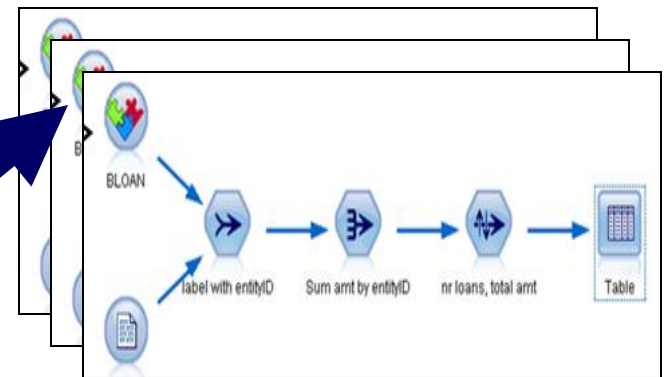 B
BLOAN
label with entityID
Sum amt by entityID
nr loans, total amt
Table